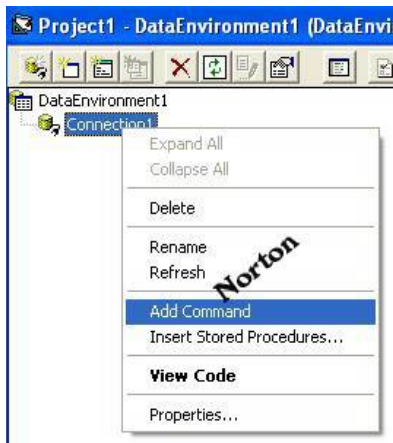 Project1 - DataEnvironment1 (DataEnvi
DataEnvironment1
Connection1
Expand All
Collapse All
Delete
Rename
Refresh
Norton
Add Command
Insert Stored Procedures...
View Code
Properties...